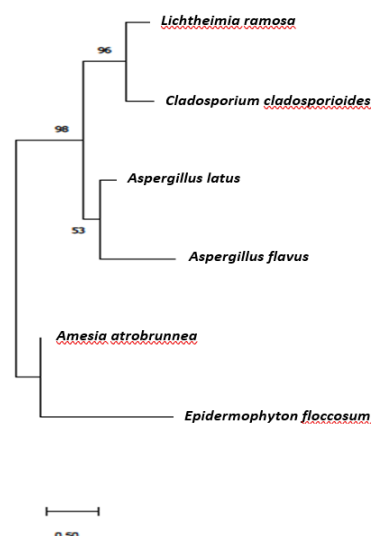 Lichtheimia ramosa
96
Cladosporium cladosporioides
98
Aspergillus latus
53
Aspergillus flavus
Amesia atrobrunnea
Epidermophyton floccosum
0.50